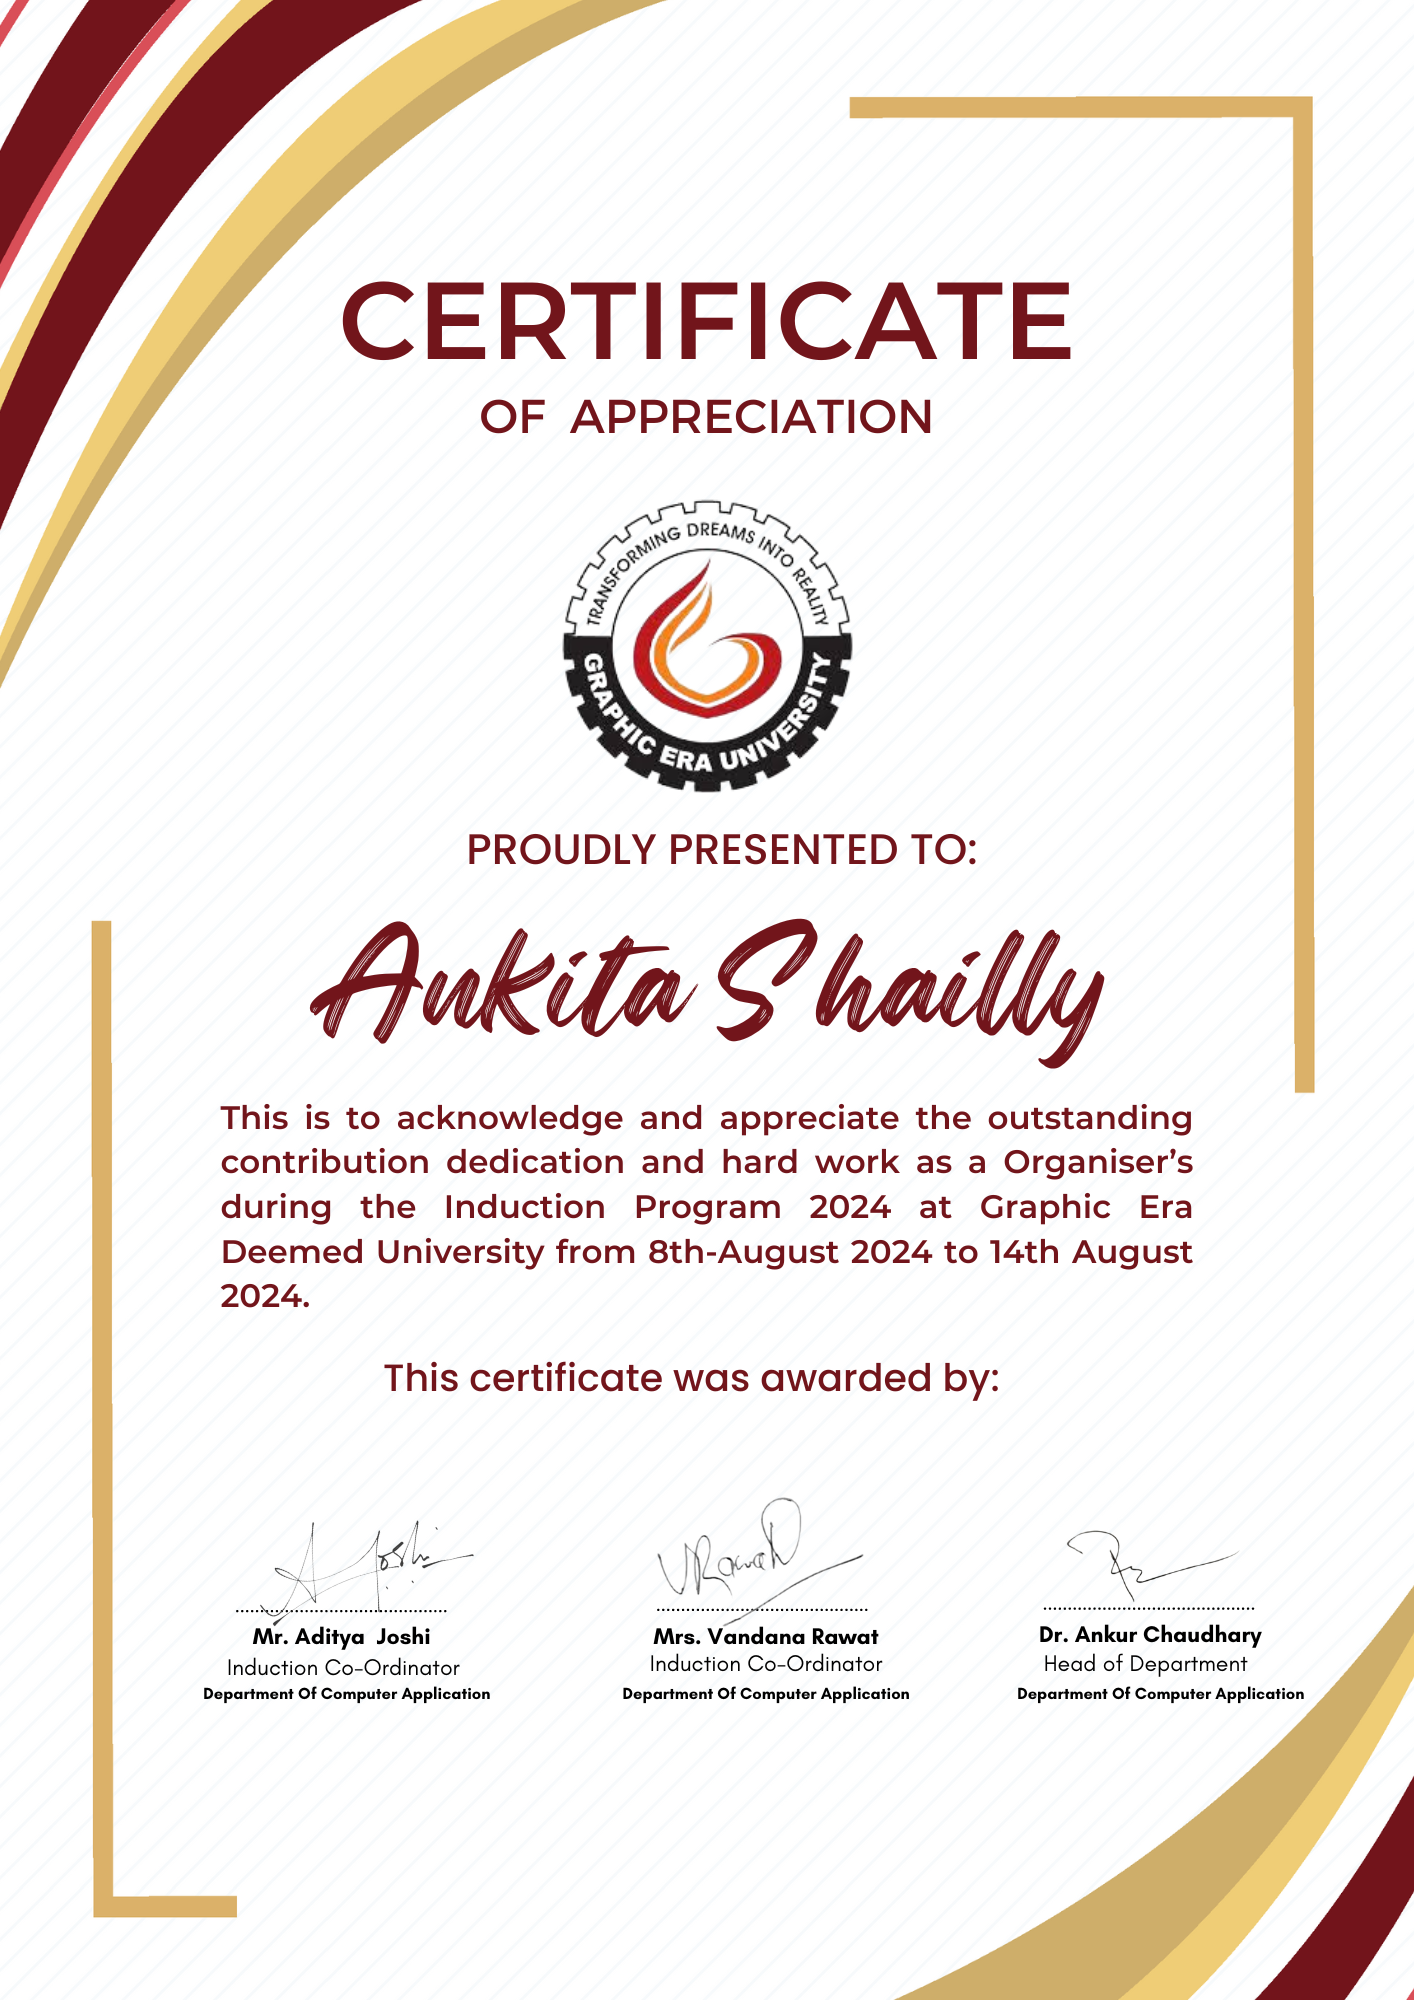 CERTIFICATE
OF APPRECIATION
TRANSFORMING DREAMS INTO REALITY
GRAPHIC ERA UNIVERSITY
PROUDLY PRESENTED TO:
Ankita Shailly
This is to acknowledge and appreciate the outstanding
contribution dedication and hard work as a Organiser's
during the Induction Program 2024 at Graphic Era
Deemed University from 8th-August 2024 to 14th August
2024.
This certificate was awarded by:
A Joshi
VRawat
Mr. Aditya Joshi
Induction Co-Ordinator
Department Of Computer Application
Mrs. Vandana Rawat
Induction Co-Ordinator
Department Of Computer Application
Dr. Ankur Chaudhary
Head of Department
Department Of Computer Application